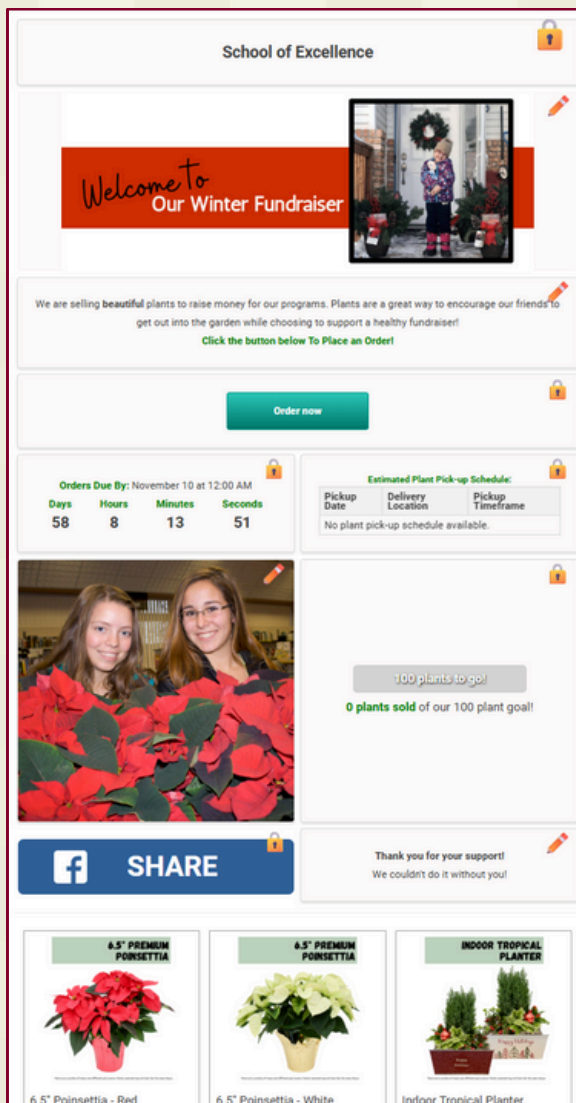 School of Excellence
Welcome To
Our Winter Fundraiser
We are selling beautiful plants to raise money for our programs. Plants are a great way to encourage our friends to
get out into the garden while choosing to support a healthy fundraiser!
Click the button below To Place an Order!
Order now
Orders Due By: November 10 at 12:00 AM
Days Hours Minutes Seconds
58 8 13 51
Estimated Plant Pick-up Schedule:
Pickup Date Delivery Location Pickup Timeframe
No plant pick-up schedule available.
100 plants to go!
0 plants sold of our 100 plant goal!
SHARE
Thank you for your support!
We couldn't do it without you!
6.5" PREMIUM
POINSETTIA
6.5" Poinsettia - Red
6.5" PREMIUM
POINSETTIA
6.5" Poinsettia - White
INDOOR TROPICAL
PLANTER
Happy Holidays
Indoor Tropical Planter